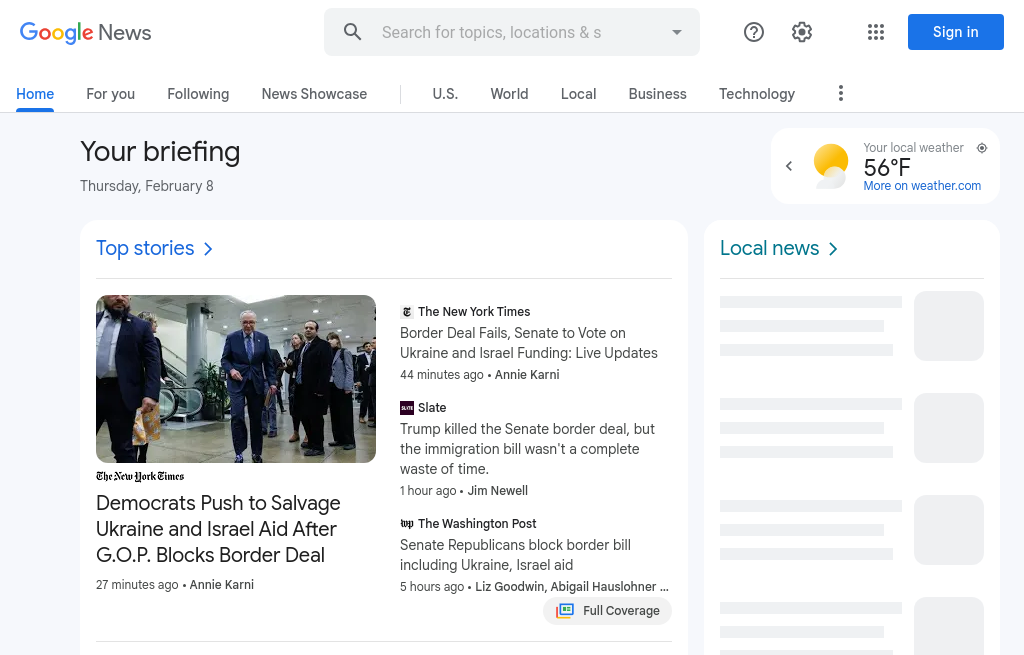 Google News
Search for topics, locations & s
Sign in
Home
For you
Following
News Showcase
U.S.
World
Local
Business
Technology
Your briefing
Thursday, February 8
Your local weather
56°F
More on weather.com
Top stories
The New York Times
Democrats Push to Salvage
Ukraine and Israel Aid After
G.O.P. Blocks Border Deal
27 minutes ago • Annie Karni
The New York Times
Border Deal Fails, Senate to Vote on
Ukraine and Israel Funding: Live Updates
44 minutes ago • Annie Karni
SLATE
Slate
Trump killed the Senate border deal, but
the immigration bill wasn't a complete
waste of time.
1 hour ago • Jim Newell
wp
The Washington Post
Senate Republicans block border bill
including Ukraine, Israel aid
5 hours ago • Liz Goodwin, Abigail Hauslohner ...
Full Coverage
Local news